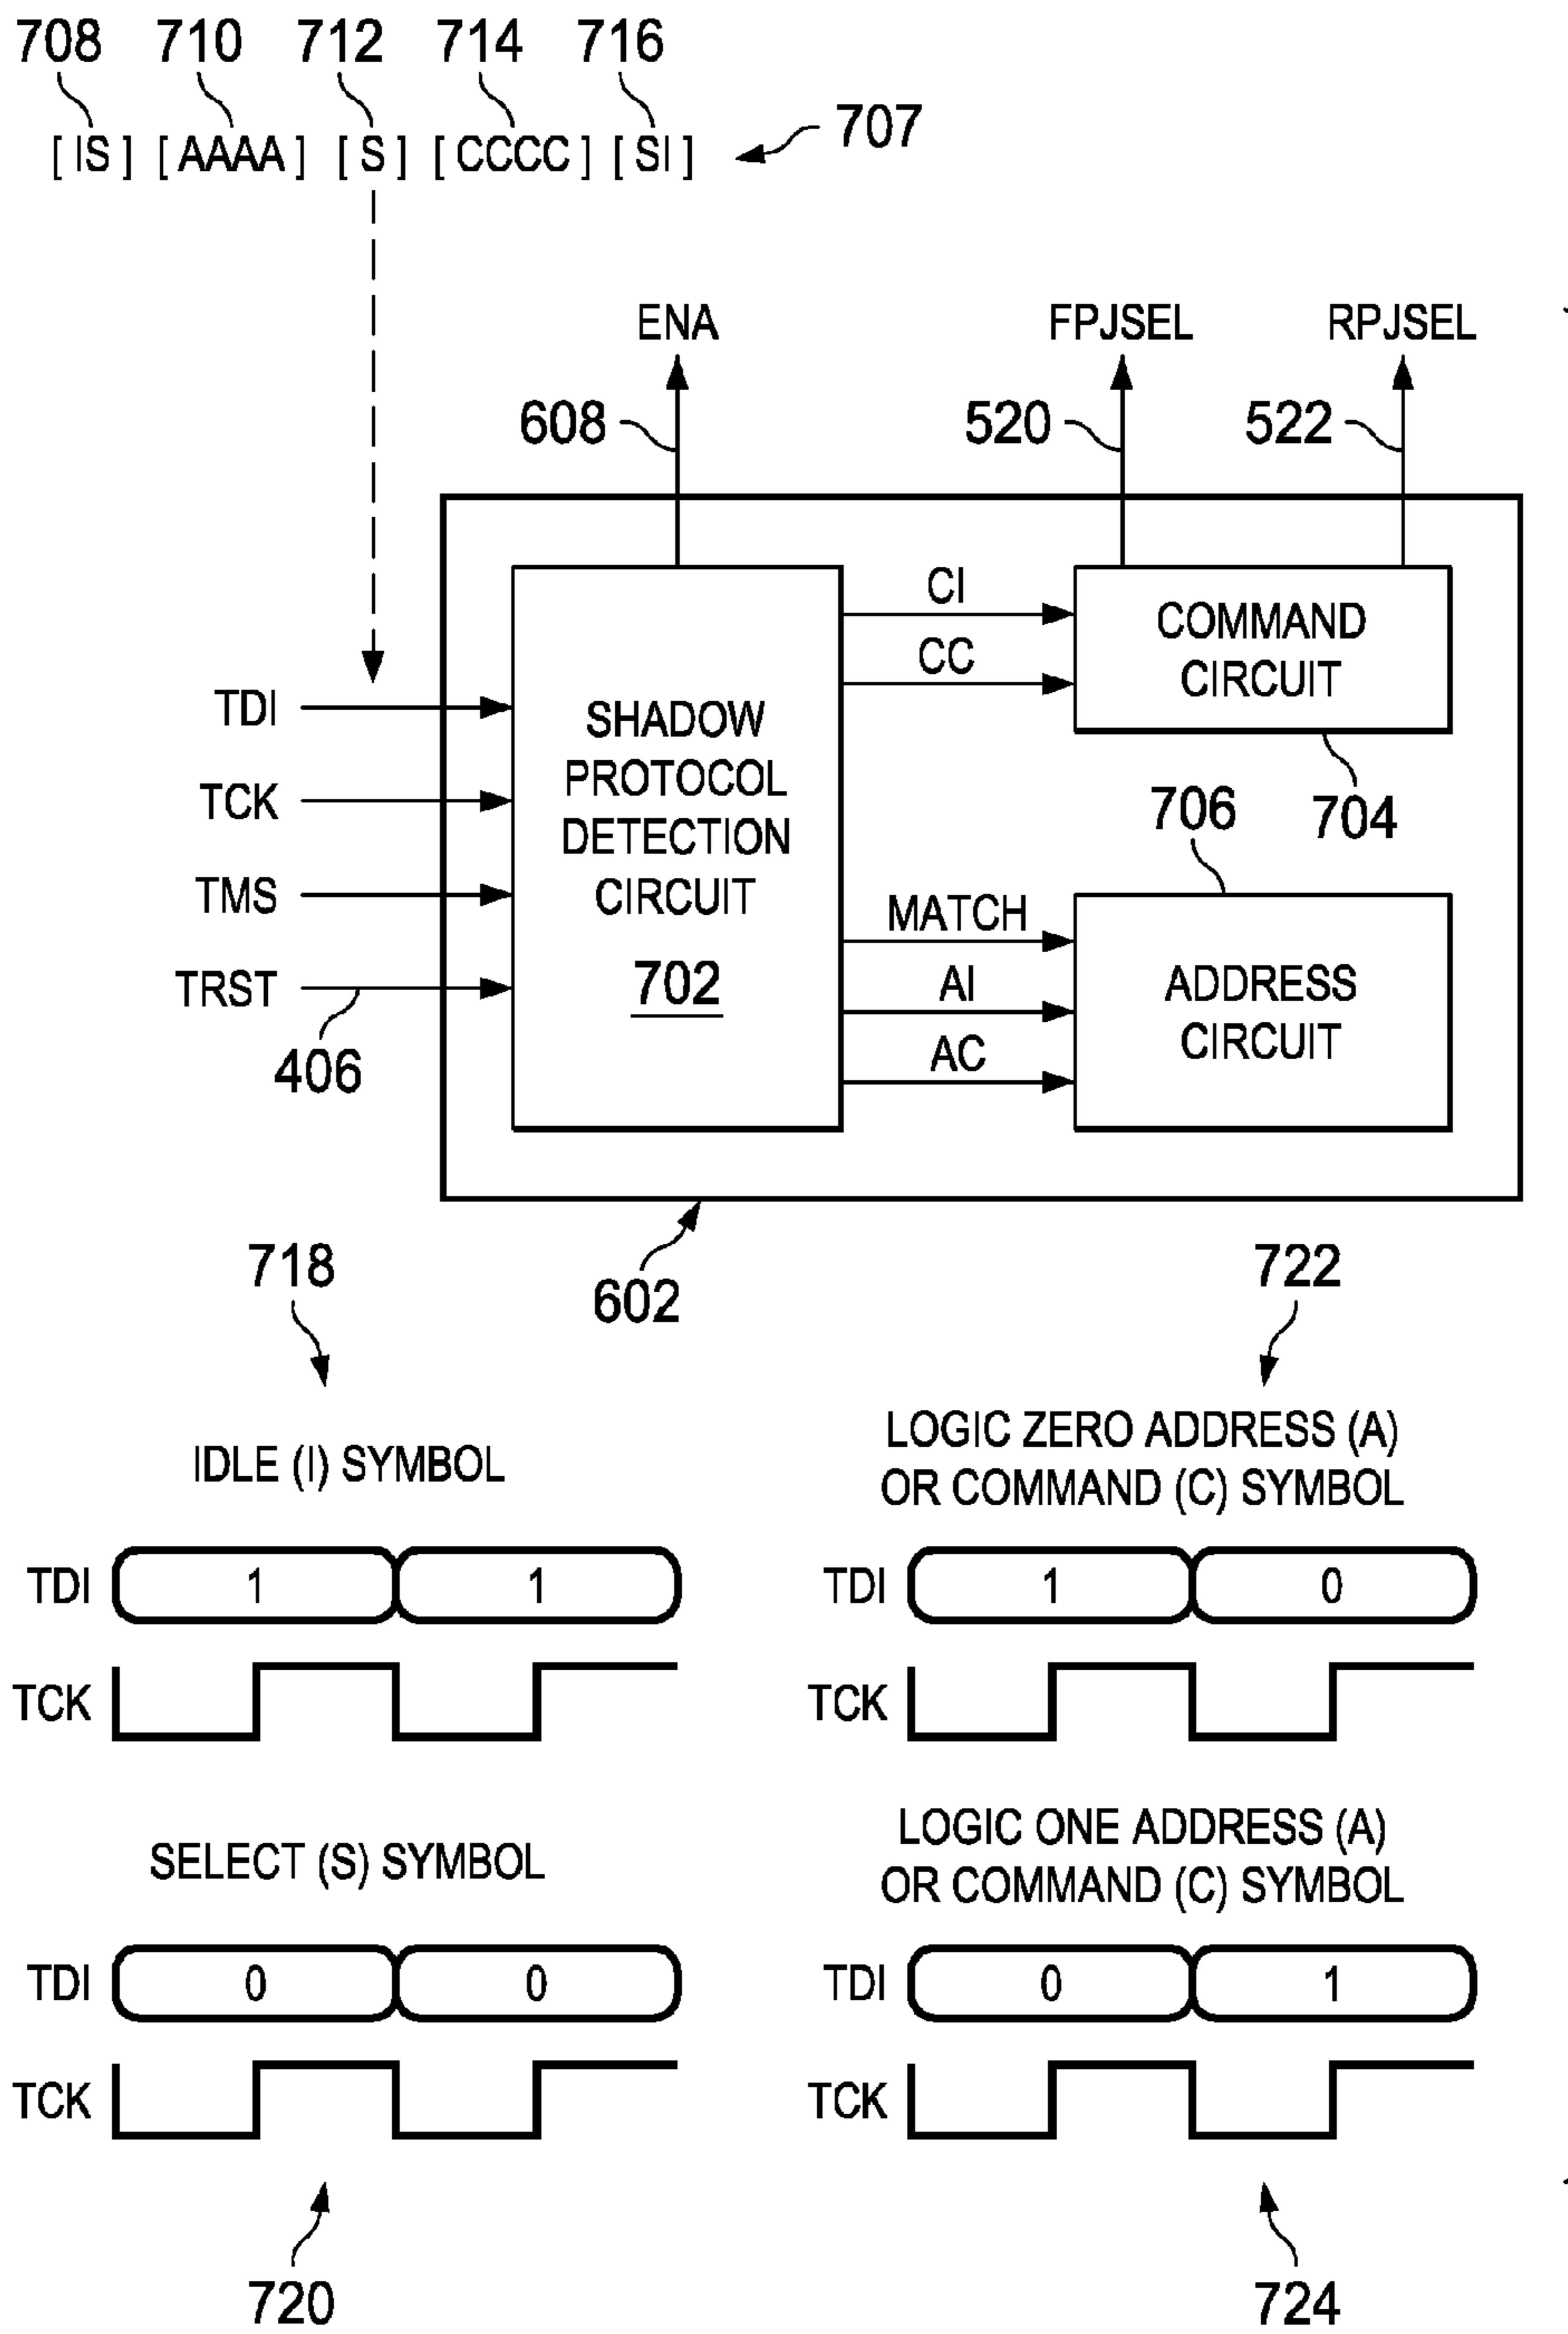 708 710 712 714 716
[ IS ] [ AAAA ] [ S ] [ CCCC ] [ SI ] 707
ENA FPJSEL RPJSEL
608 520 522
CI
CC
COMMAND
CIRCUIT
704
TDI
TCK
TMS
TRST
406
SHADOW
PROTOCOL
DETECTION
CIRCUIT
702
706
MATCH
AI
AC
ADDRESS
CIRCUIT
602
718
IDLE (I) SYMBOL
TDI 1 1
TCK
722
LOGIC ZERO ADDRESS (A)
OR COMMAND (C) SYMBOL
TDI 1 0
TCK
SELECT (S) SYMBOL
TDI 0 0
TCK
720
LOGIC ONE ADDRESS (A)
OR COMMAND (C) SYMBOL
TDI 0 1
TCK
724